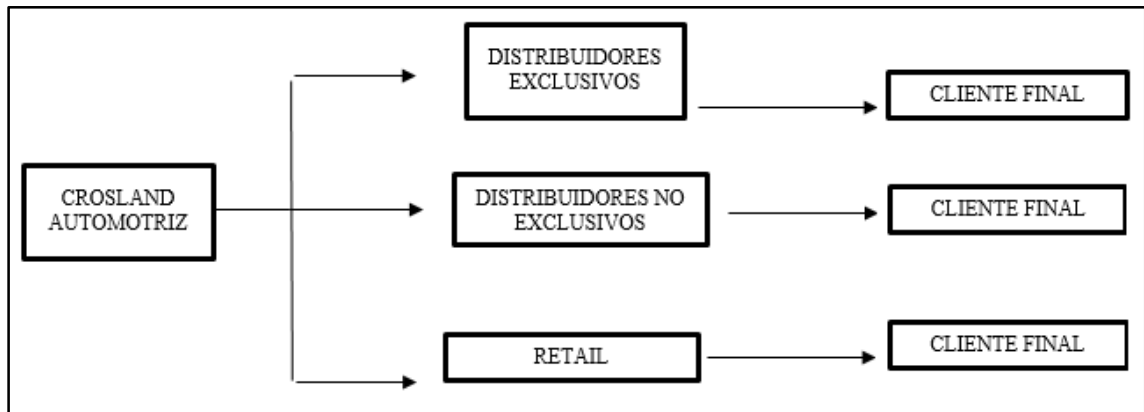 DISTRIBUIDORES
EXCLUSIVOS
CLIENTE FINAL
CROSLAND
AUTOMOTRIZ
DISTRIBUIDORES NO
EXCLUSIVOS
CLIENTE FINAL
RETAIL
CLIENTE FINAL